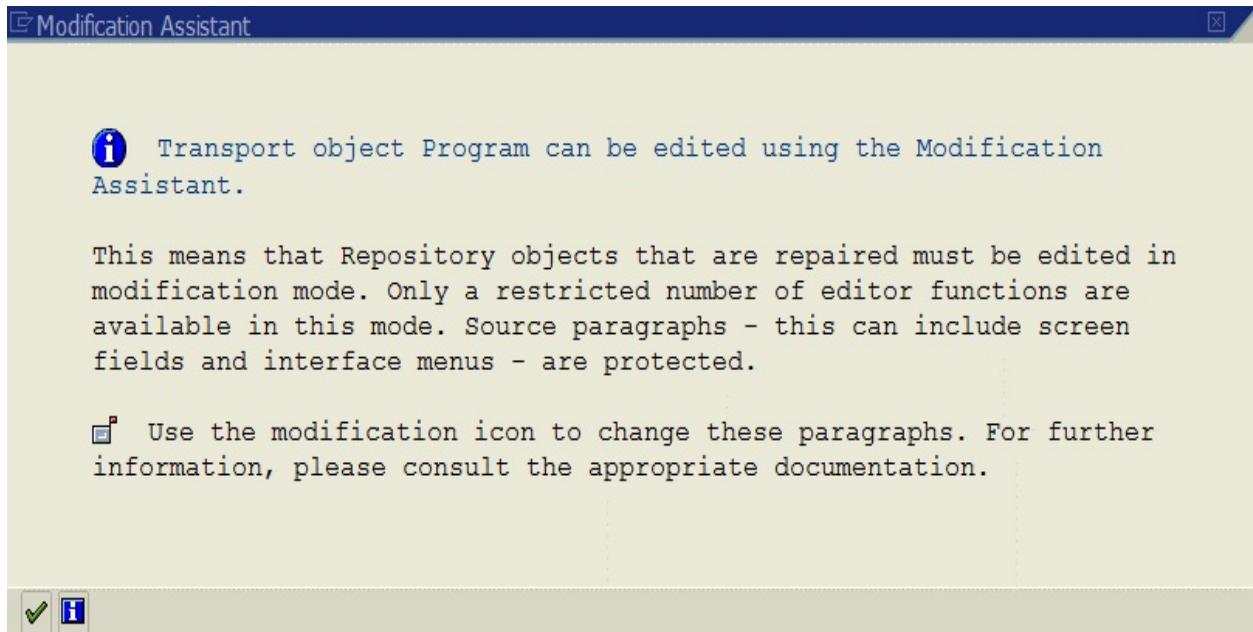 Modification Assistant
Transport object Program can be edited using the Modification
Assistant.
This means that Repository objects that are repaired must be edited in
modification mode. Only a restricted number of editor functions are
available in this mode. Source paragraphs - this can include screen
fields and interface menus - are protected.
Use the modification icon to change these paragraphs. For further
information, please consult the appropriate documentation.